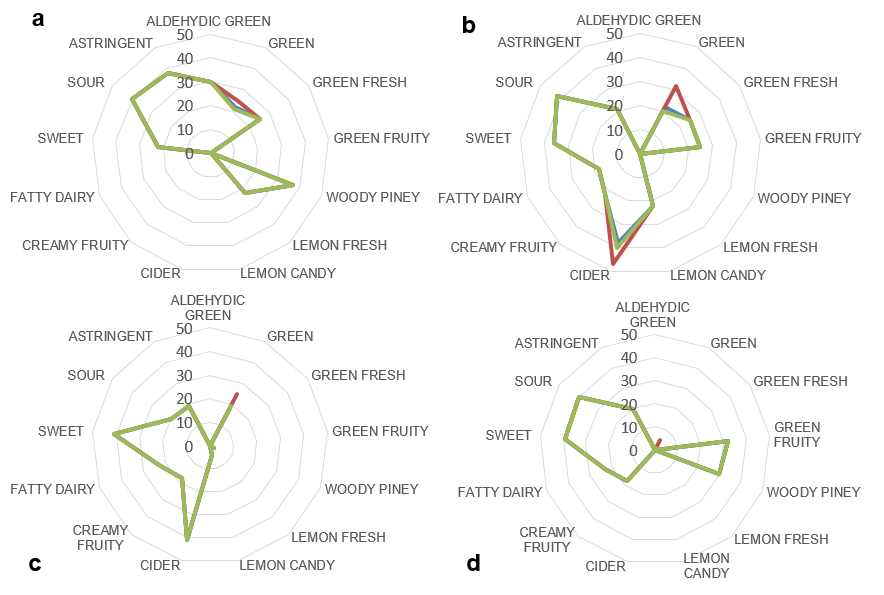 a
ALDEHYDIC GREEN
ASTRINGENT
50
GREEN
40
SOUR
30
GREEN FRESH
20
10
SWEET
0
GREEN FRUITY
FATTY DAIRY
WOODY PINEY
CREAMY FRUITY
LEMON FRESH
CIDER
LEMON CANDY
b
ALDEHYDIC GREEN
ASTRINGENT
50
GREEN
40
SOUR
30
GREEN FRESH
20
10
SWEET
0
GREEN FRUITY
FATTY DAIRY
WOODY PINEY
CREAMY FRUITY
LEMON FRESH
CIDER
LEMON CANDY
ALDEHYDIC
GREEN
ASTRINGENT
50
GREEN
40
SOUR
30
GREEN FRESH
20
10
SWEET
0
GREEN FRUITY
FATTY DAIRY
WOODY PINEY
CREAMY
FRUITY
LEMON FRESH
CIDER
LEMON CANDY
c
ALDEHYDIC
GREEN
ASTRINGENT
50
GREEN
40
SOUR
30
GREEN FRESH
20
10
SWEET
0
GREEN
FRUITY
FATTY DAIRY
WOODY PINEY
CREAMY
FRUITY
LEMON FRESH
CIDER
LEMON
CANDY
d